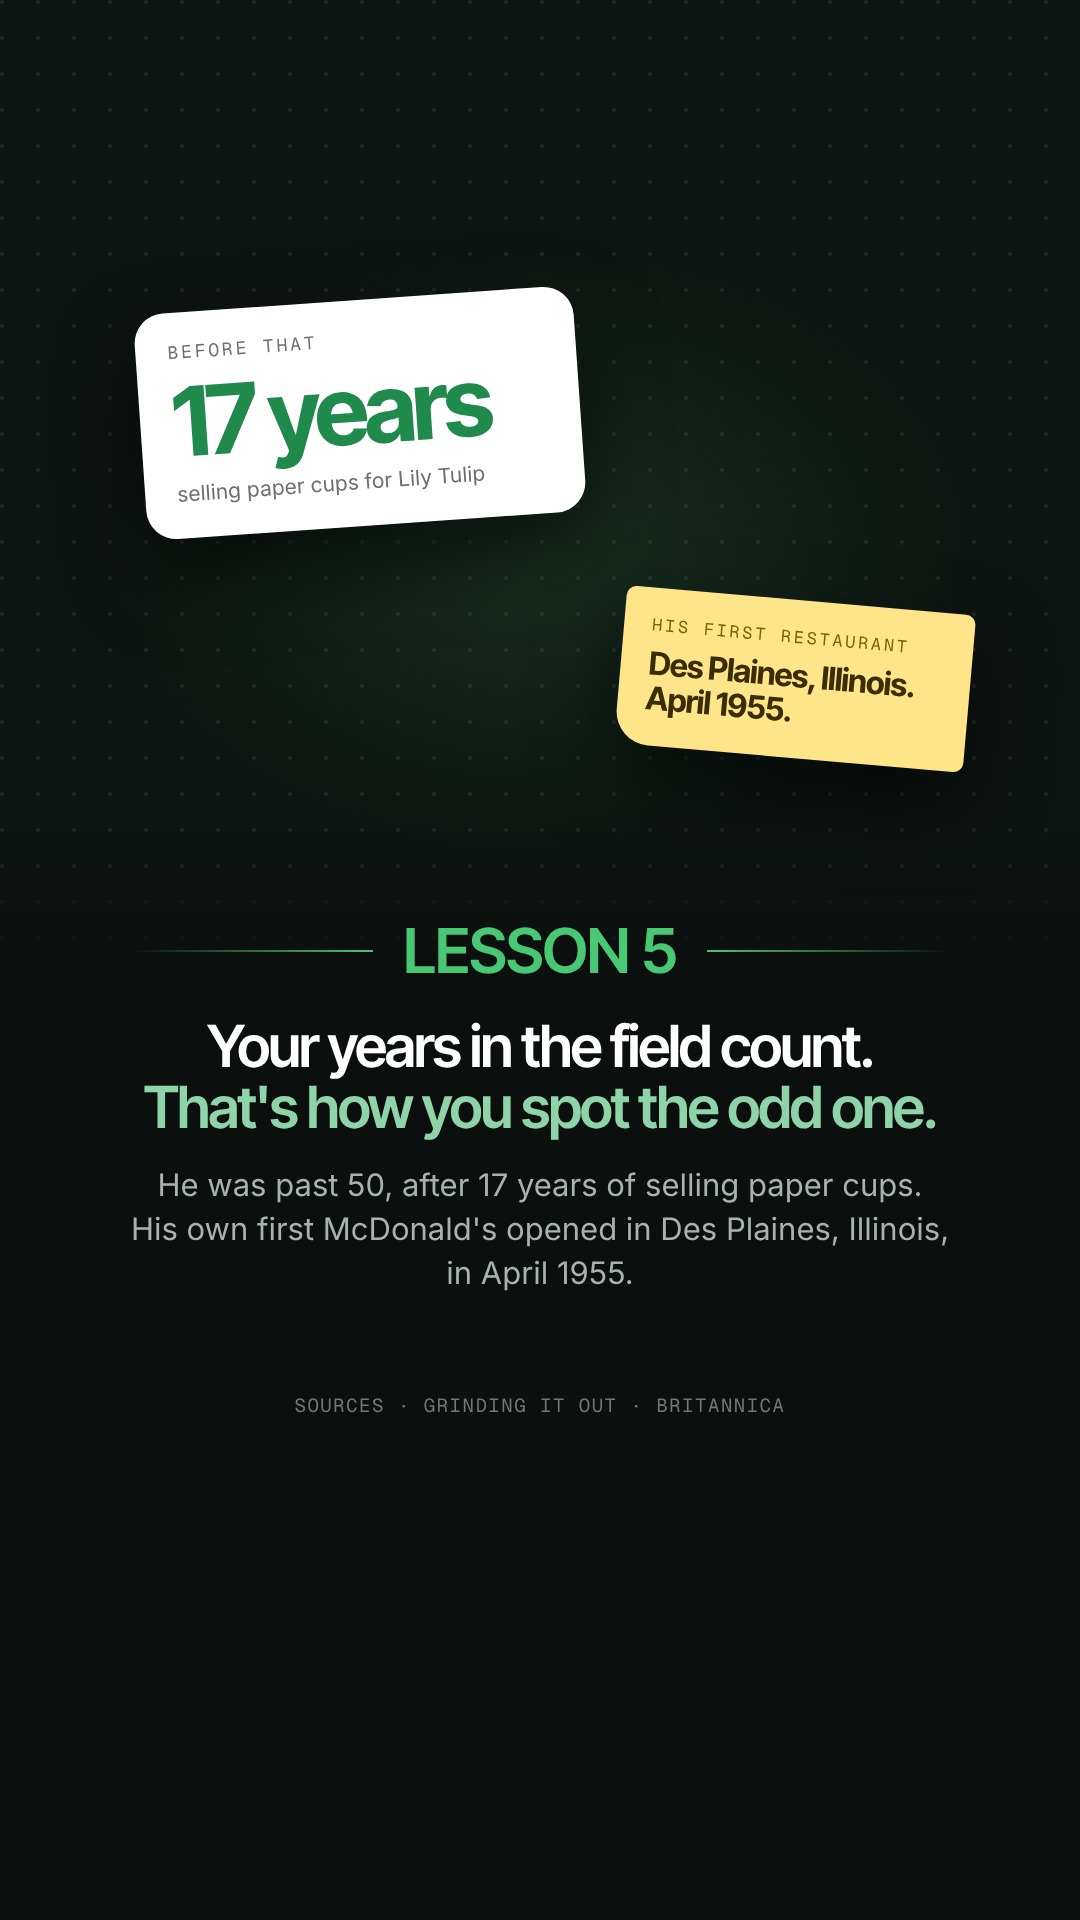 BEFORE THAT
17 years
selling paper cups for Lily Tulip
HIS FIRST RESTAURANT
Des Plaines, Illinois.
April 1955.
LESSON 5
Your years in the field count.
That's how you spot the odd one.
He was past 50, after 17 years of selling paper cups.
His own first McDonald's opened in Des Plaines, Illinois,
in April 1955.
SOURCES · GRINDING IT OUT · BRITANNICA